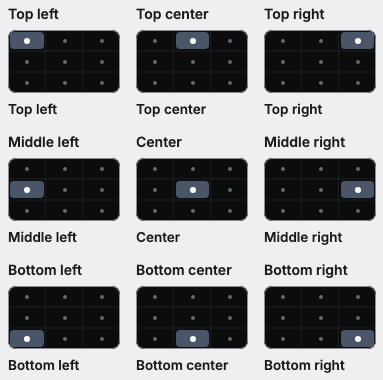 Top left
Top center
Top right
Top left
Top center
Top right
Middle left
Center
Middle right
Middle left
Center
Middle right
Bottom left
Bottom center
Bottom right
Bottom left
Bottom center
Bottom right